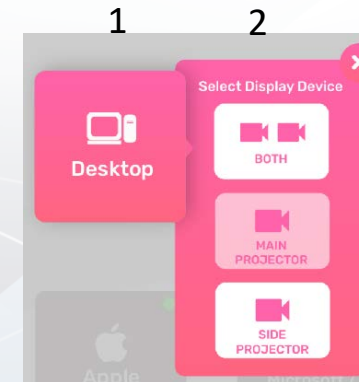 1
2
Select Display Device
Desktop
BOTH
MAIN
PROJECTOR
SIDE
PROJECTOR
Apple